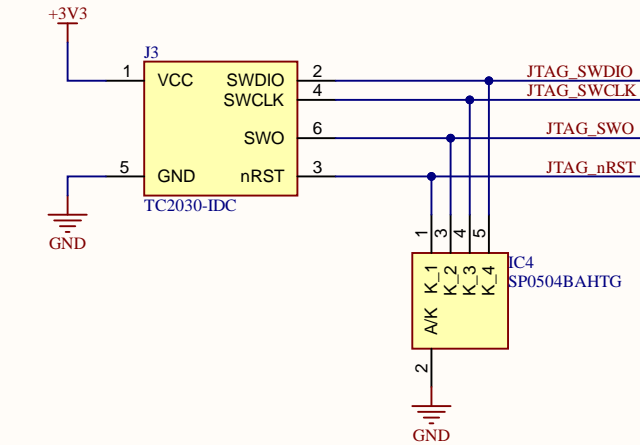 +3V3
J3
1 VCC SWDIO 2 JTAG_SWDIO
SWCLK 4 JTAG_SWCLK
SWO 6 JTAG_SWO
5 GND nRST 3 JTAG_nRST
TC2030-IDC
GND
1 3 4 5
K_1 K_2 K_3 K_4
IC4
SP0504BAHTG
A/K
2
GND